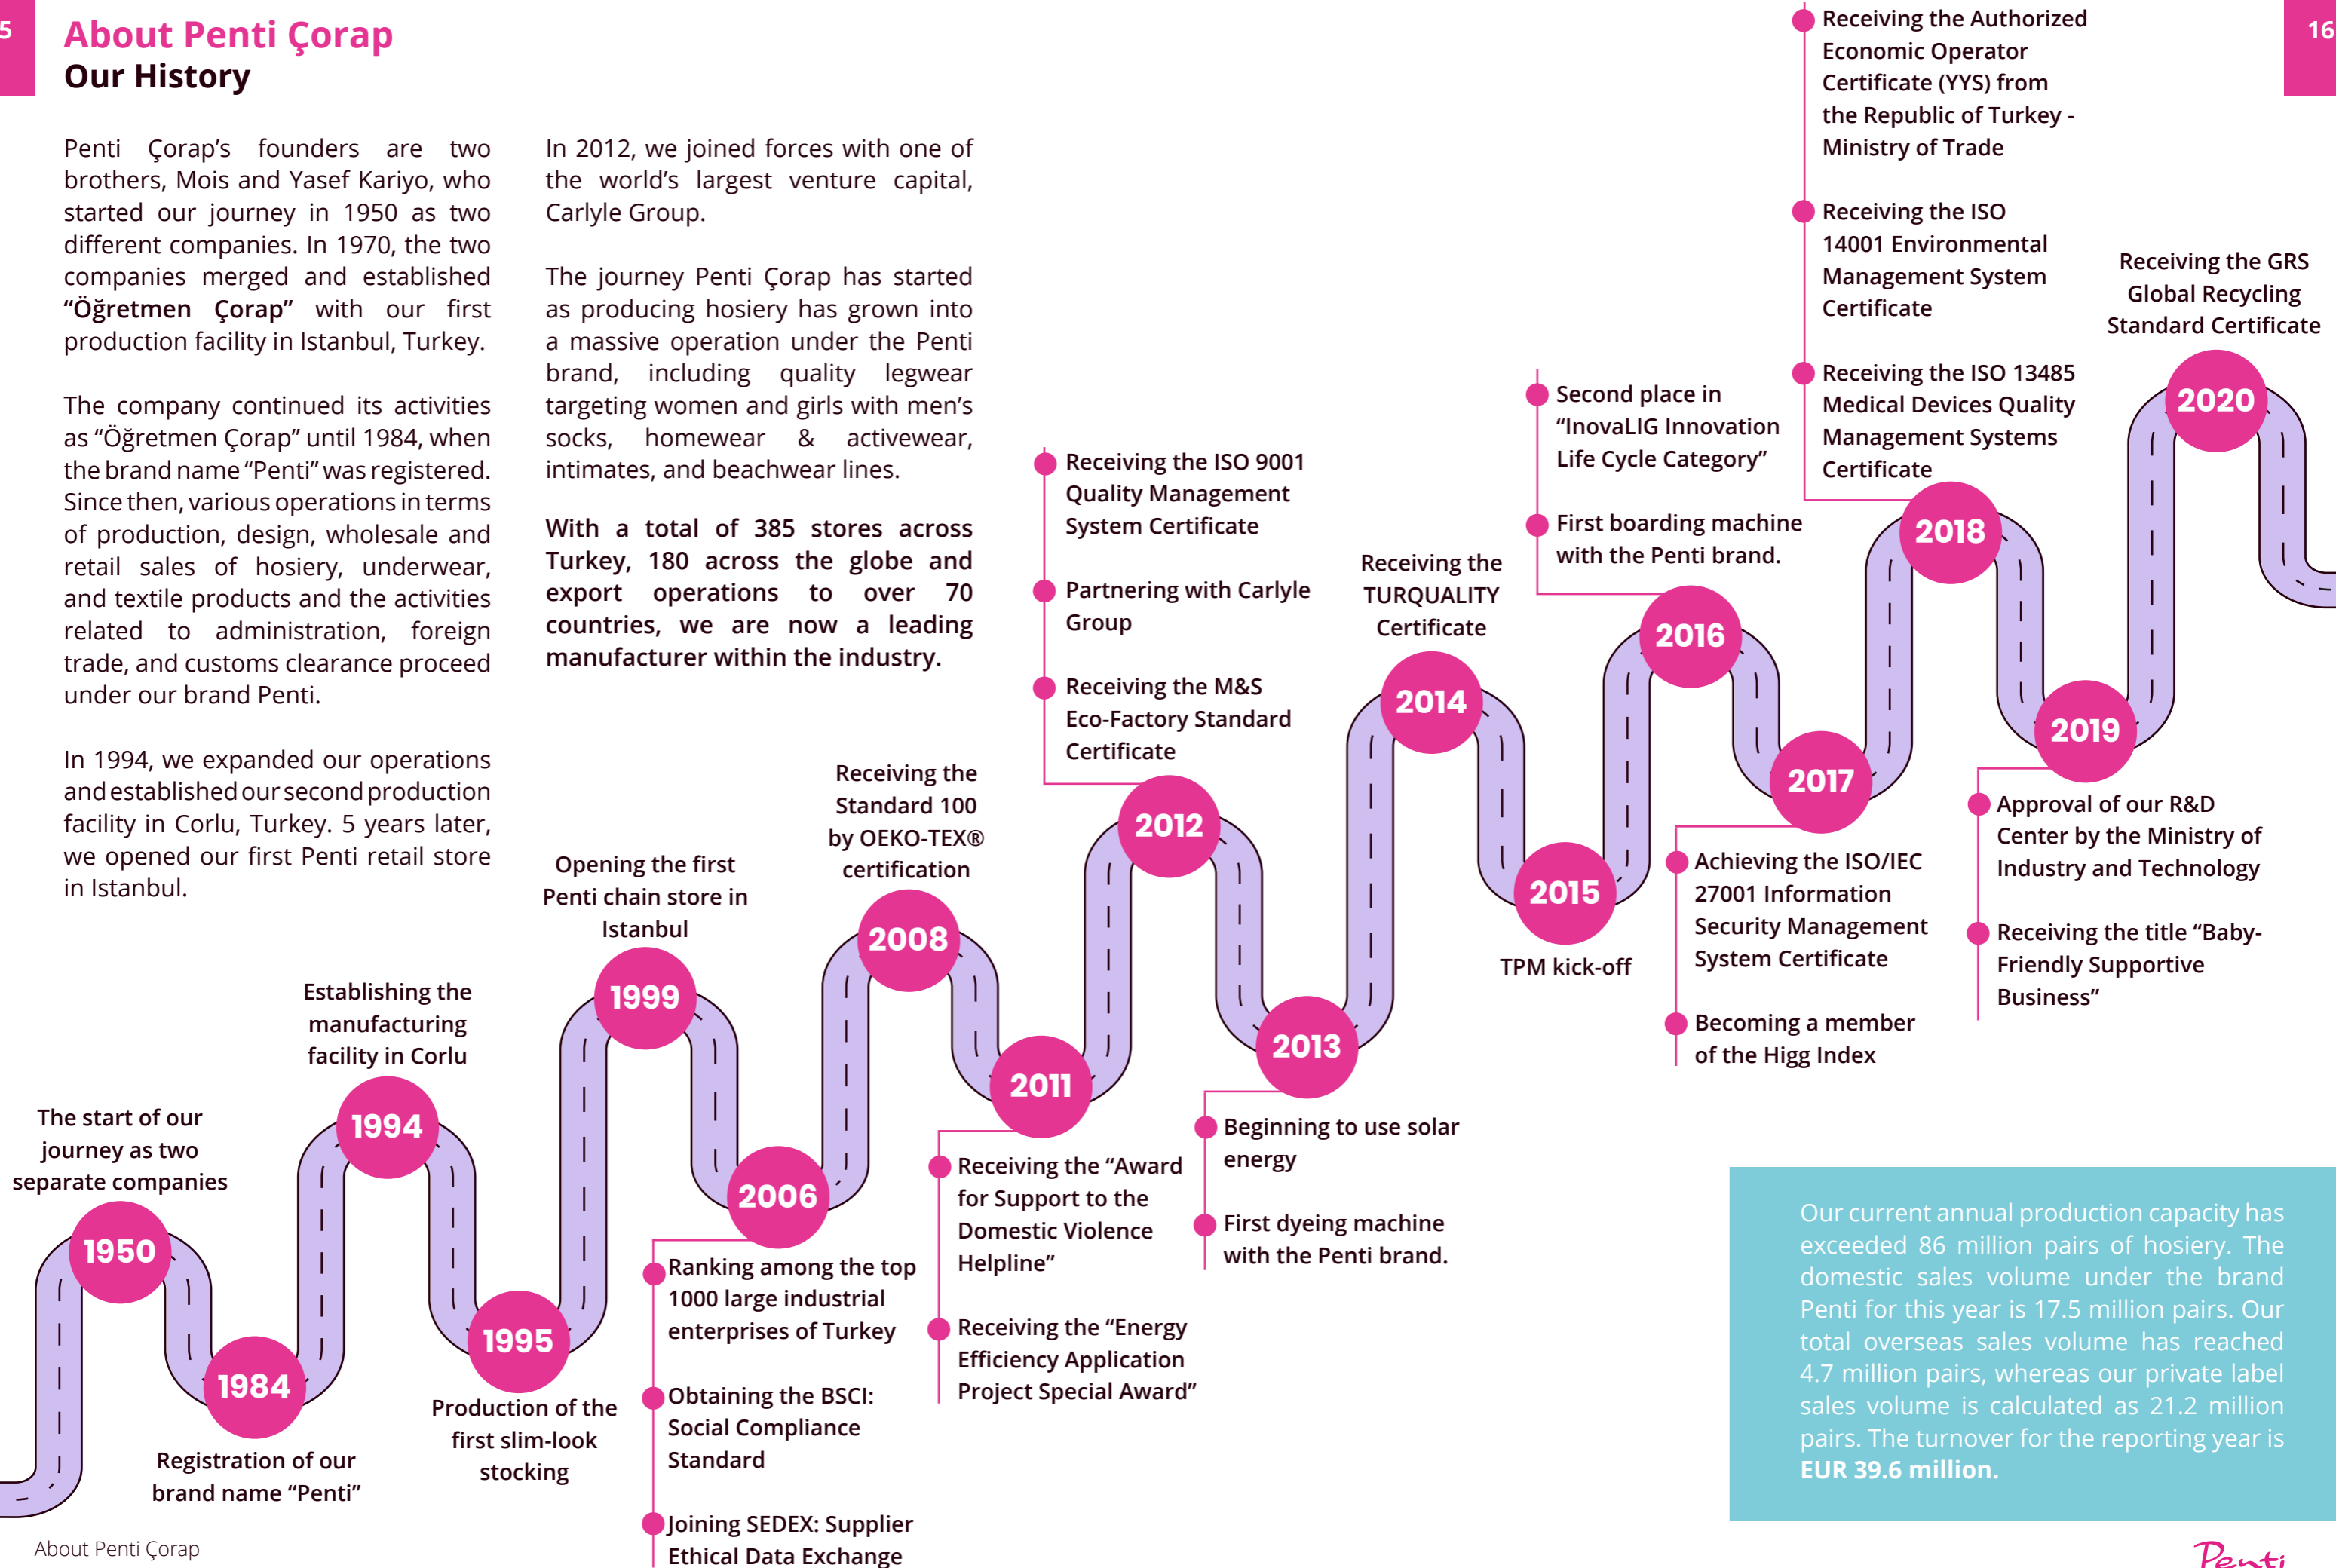 5
About Penti Çorap
Our History
Penti Çorap's founders are two
brothers, Mois and Yasef Kariyo, who
started our journey in 1950 as two
different companies. In 1970, the two
companies merged and established
“Öğretmen Çorap” with our first
production facility in Istanbul, Turkey.
The company continued its activities
as “Öğretmen Çorap” until 1984, when
the brand name “Penti” was registered.
Since then, various operations in terms
of production, design, wholesale and
retail sales of hosiery, underwear,
and textile products and the activities
related to administration, foreign
trade, and customs clearance proceed
under our brand Penti.
In 1994, we expanded our operations
and established our second production
facility in Corlu, Turkey. 5 years later,
we opened our first Penti retail store
in Istanbul.
In 2012, we joined forces with one of
the world's largest venture capital,
Carlyle Group.
The journey Penti Çorap has started
as producing hosiery has grown into
a massive operation under the Penti
brand, including quality legwear
targeting women and girls with men's
socks, homewear & activewear,
intimates, and beachwear lines.
With a total of 385 stores across
Turkey, 180 across the globe and
export operations to over 70
countries, we are now a leading
manufacturer within the industry.
The start of our
journey as two
separate companies
1950
1984
Registration of our
brand name “Penti”
Establishing the
manufacturing
facility in Corlu
1994
1995
Production of the
first slim-look
stocking
Opening the first
Penti chain store in
Istanbul
1999
2006
Ranking among the top
1000 large industrial
enterprises of Turkey
Obtaining the BSCI:
Social Compliance
Standard
Joining SEDEX: Supplier
Ethical Data Exchange
Receiving the
Standard 100
by OEKO-TEX®
certification
2008
2011
Receiving the “Award
for Support to the
Domestic Violence
Helpline”
Receiving the “Energy
Efficiency Application
Project Special Award”
Receiving the ISO 9001
Quality Management
System Certificate
Partnering with Carlyle
Group
Receiving the M&S
Eco-Factory Standard
Certificate
2012
2013
Beginning to use solar
energy
First dyeing machine
with the Penti brand.
Receiving the
TURQUALITY
Certificate
2014
2015
TPM kick-off
Second place in
“InovaLIG Innovation
Life Cycle Category”
First boarding machine
with the Penti brand.
2016
2017
Achieving the ISO/IEC
27001 Information
Security Management
System Certificate
Becoming a member
of the Higg Index
Receiving the Authorized
Economic Operator
Certificate (YYS) from
the Republic of Turkey -
Ministry of Trade
Receiving the ISO
14001 Environmental
Management System
Certificate
Receiving the ISO 13485
Medical Devices Quality
Management Systems
Certificate
2018
2019
Approval of our R&D
Center by the Ministry of
Industry and Technology
Receiving the title “Baby-
Friendly Supportive
Business”
Receiving the GRS
Global Recycling
Standard Certificate
2020
16
Our current annual production capacity has
exceeded 86 million pairs of hosiery. The
domestic sales volume under the brand
Penti for this year is 17.5 million pairs. Our
total overseas sales volume has reached
4.7 million pairs, whereas our private label
sales volume is calculated as 21.2 million
pairs. The turnover for the reporting year is
EUR 39.6 million.
About Penti Çorap
Penti